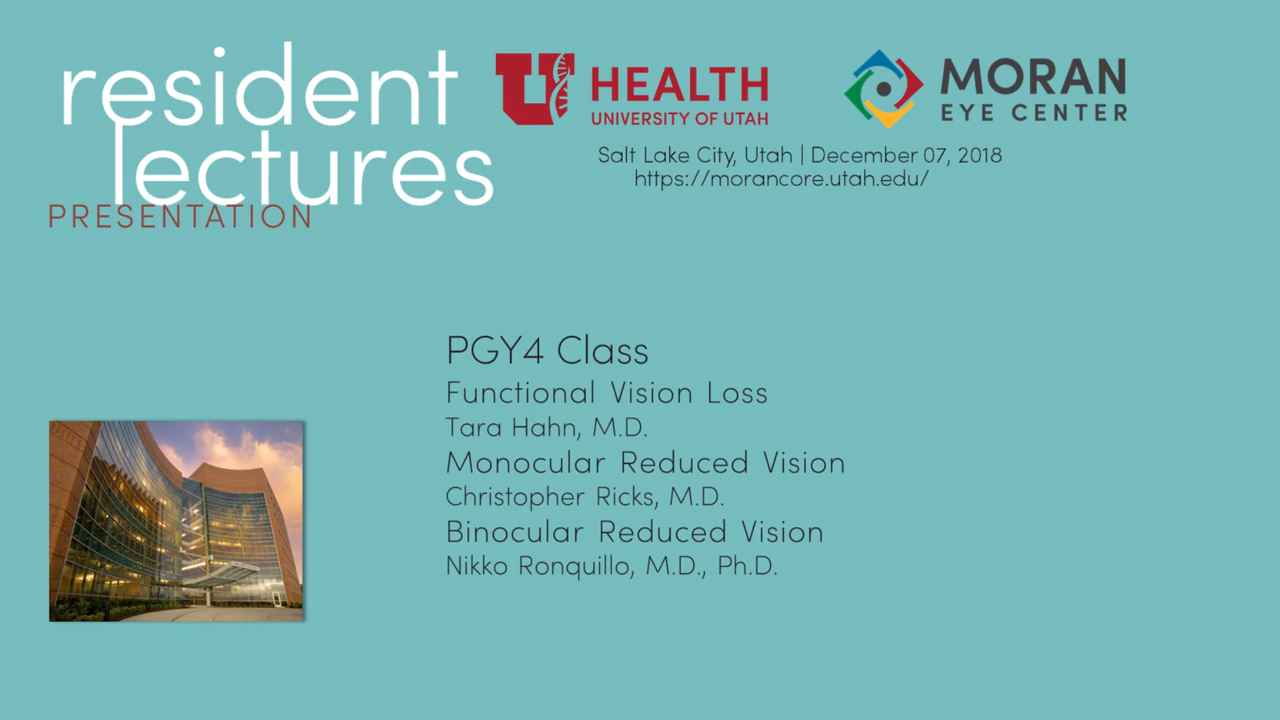 resident
lectures
PRESENTATION
U HEALTH
UNIVERSITY OF UTAH
MORAN
EYE CENTER
Salt Lake City, Utah | December 07, 2018
https://morancore.utah.edu/
PGY4 Class
Functional Vision Loss
Tara Hahn, M.D.
Monocular Reduced Vision
Christopher Ricks, M.D.
Binocular Reduced Vision
Nikko Ronquillo, M.D., Ph.D.